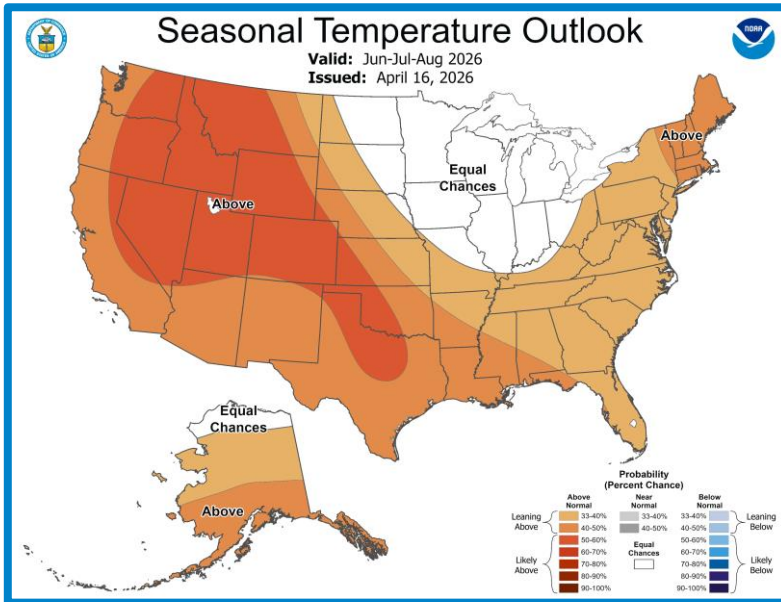 Seasonal Temperature Outlook
NOAA
Valid: Jun-Jul-Aug 2026
Issued: April 16, 2026
Above
Equal
Chances
Above
Equal
Chances
Above
Probability
(Percent Chance)
Above
Normal
Near
Normal
Below
Normal
Leaning
Above
33-40%
33-40%
33-40%
Leaning
Below
40-50%
40-50%
40-50%
Likely
Above
50-60%
Equal
Chances
50-60%
Likely
Below
60-70%
60-70%
70-80%
70-80%
80-90%
80-90%
90-100%
90-100%